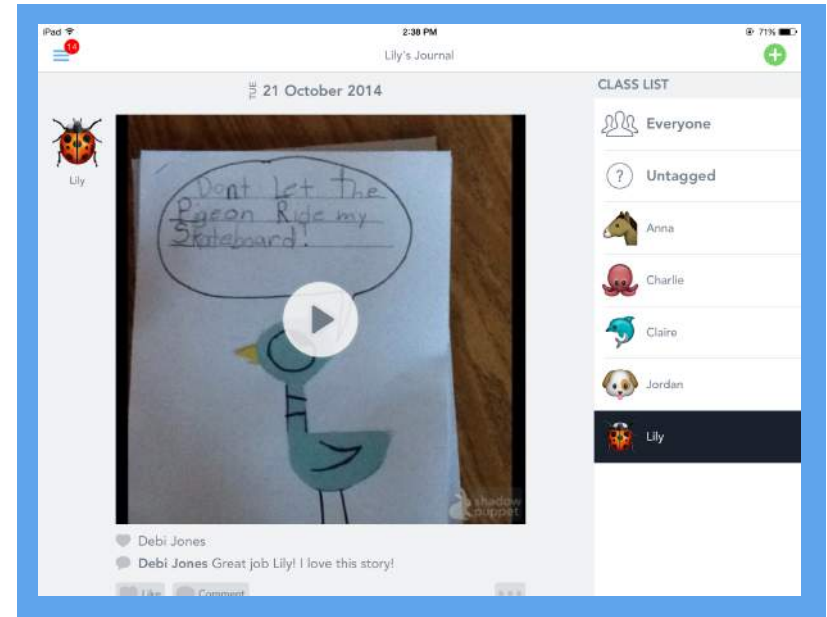 iPad 2:38 PM 71%
14
Lily's Journal
TUE 21 October 2014
CLASS LIST
Lily
Dont Let The
Pigeon Ride my
Skateboard!
shadow
puppet
Debi Jones
Debi Jones Great job Lily! I love this story!
Like Comment
Everyone
? Untagged
Anna
Charlie
Claire
Jordan
Lily